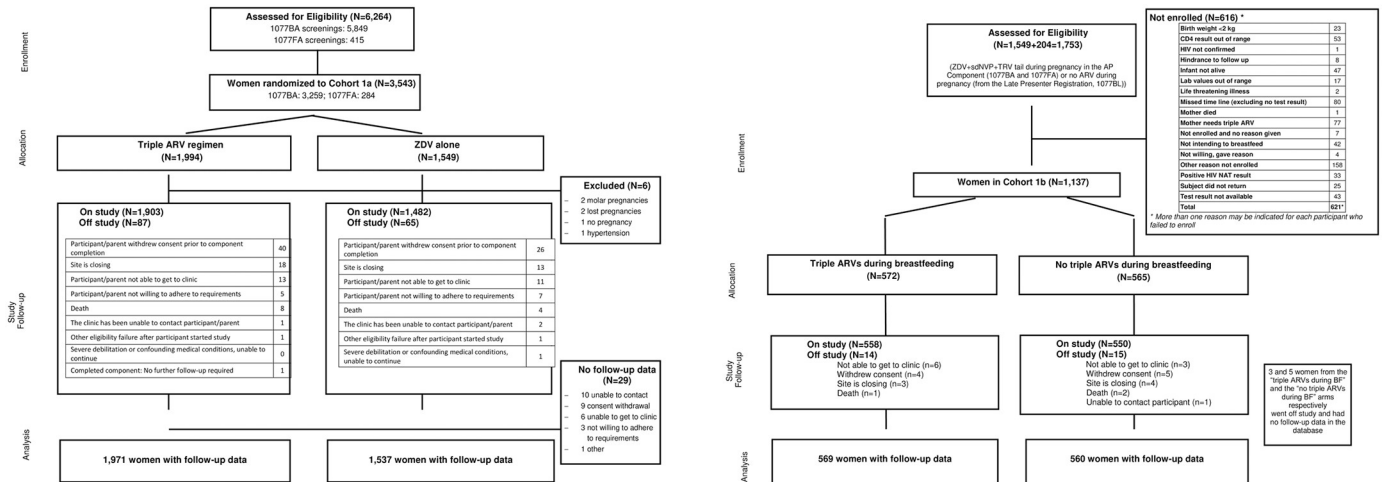 Enrollment
Assessed for Eligibility (N=6,264)
1077BA screenings: 5,849
1077FA screenings: 415
Women randomized to Cohort 1a (N=3,543)
1077BA: 3,259; 1077FA: 284
Allocation
Triple ARV regimen
(N=1,994)
ZDV alone
(N=1,549)
Excluded (N=6)
– 2 molar pregnancies
– 2 lost pregnancies
– 1 no pregnancy
– 1 hypertension
Study
Follow-up
On study (N=1,903)
Off study (N=87)
Participant/parent withdrew consent prior to component
completion 40
Site is closing 18
Participant/parent not able to get to clinic 13
Participant/parent not willing to adhere to requirements 5
Death 8
The clinic has been unable to contact participant/parent 1
Other eligibility failure after participant started study 1
Severe debilitation or confounding medical conditions, unable to
continue 0
Completed component: No further follow-up required 1
On study (N=1,482)
Off study (N=65)
Participant/parent withdrew consent prior to component
completion 26
Site is closing 13
Participant/parent not able to get to clinic 11
Participant/parent not willing to adhere to requirements 7
Death 4
The clinic has been unable to contact participant/parent 2
Other eligibility failure after participant started study 1
Severe debilitation or confounding medical conditions,
unable to continue 1
No follow-up data
(N=29)
– 10 unable to contact
– 9 consent withdrawal
– 6 unable to get to clinic
– 3 not willing to adhere
to requirements
– 1 other
Analysis
1,971 women with follow-up data
1,537 women with follow-up data
Enrollment
Assessed for Eligibility
(N=1,549+204=1,753)
(ZDV+sdNVP+TRV tail during pregnancy in the AP
Component (1077BA and 1077FA) or no ARV during
pregnancy (from the Late Presenter Registration, 1077BL))
Not enrolled (N=616) *
Birth weight <2 kg 23
CD4 result out of range 53
HIV not confirmed 1
Hindrance to follow up 8
Infant not alive 47
Lab values out of range 17
Life threatening illness 2
Missed time line (excluding no test result) 80
Mother died 1
Mother needs triple ARV 77
Not enrolled and no reason given 7
Not intending to breastfeed 42
Not willing, gave reason 4
Other reason not enrolled 158
Positive HIV NAT result 33
Subject did not return 25
Test result not available 43
Total 621*
* More than one reason may be indicated for each participant who
failed to enroll
Women in Cohort 1b (N=1,137)
Allocation
Triple ARVs during breastfeeding
(N=572)
No triple ARVs during breastfeeding
(N=565)
Study
Follow-up
On study (N=558)
Off study (N=14)
Not able to get to clinic (n=6)
Withdrew consent (n=4)
Site is closing (n=3)
Death (n=1)
On study (N=550)
Off study (N=15)
Not able to get to clinic (n=3)
Withdrew consent (n=5)
Site is closing (n=4)
Death (n=2)
Unable to contact participant (n=1)
3 and 5 women from the
"triple ARVs during BF"
and the "no triple ARVs
during BF" arms
respectively
went off study and had
no follow-up data in the
database
Analysis
569 women with follow-up data
560 women with follow-up data